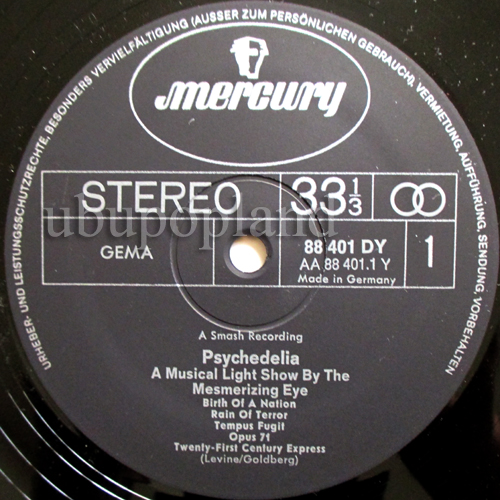 URHEBER- UND LEISTUNGSSCHUTZRECHTE, BESONDERS VERVIELFÄLTIGUNG (AUSSER ZUM PERSÖNLICHEN GEBRAUCH), VERMIETUNG, AUFFÜHRUNG, SENDUNG VORBEHALTEN
mercury
STEREO
33 1/3
ubupopland
GEMA
88 401 DY
AA 88 401.1 Y
Made in Germany
1
A Smash Recording
Psychedelia
A Musical Light Show By The
Mesmerizing Eye
Birth Of A Nation
Rain Of Terror
Tempus Fugit
Opus 71
Twenty-First Century Express
(Levine/Goldberg)